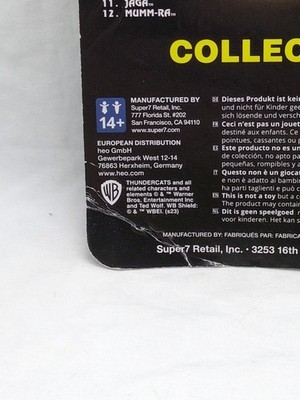 11. JAGA™
12. MUMM-RA™
COLLEC
14+
MANUFACTURED BY
Super7 Retail, Inc.
777 Florida St. #202
San Francisco, CA 94110
www.super7.com
EUROPEAN DISTRIBUTION
heo GmbH
Gewerbepark West 12-14
76863 Herxheim, Germany
www.heo.com
WB
THUNDERCATS and all
related characters and
elements © & ™ Warner
Bros. Entertainment Inc
and Ted Wolf. WB Shield:
© & ™ WBEI. (s23)
Dieses Produkt ist kein
und nicht für Kinder gee
sich lösende und versch
Ceci n'est pas un jouet
destiné aux enfants. Ce
pointues, cassantes ou p
Este producto no es un
de colección, no apto pa
pequeñas, rompibles y a
Questo non è un giocat
e non è adatto ai bambin
ha parti taglienti e può c
This is not a toy but a c
The product may contain
Dit is geen speelgoed
voor kinderen. Het kan s
MANUFACTURED BY: FABRIQUÉS PAR: FABRICA
Super7 Retail, Inc. • 3253 16th